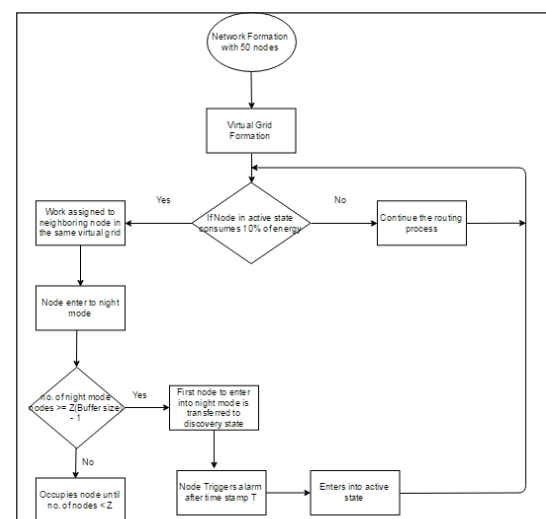 Network Formation
with 50 nodes
Virtual Grid
Formation
If Node in active state
consumes 10% of energy
Yes
No
Work assigned to
neighboring node in
the same virtual grid
Continue the routing
process
Node enter to night
mode
no. of night mode
nodes >= Z(Buffer size)
- 1
Yes
No
First node to enter
into night mode is
transferred to
discovery state
Occupies node until
no. of nodes <Z
Node Triggers alarm
after time stamp T
Enters into active
state